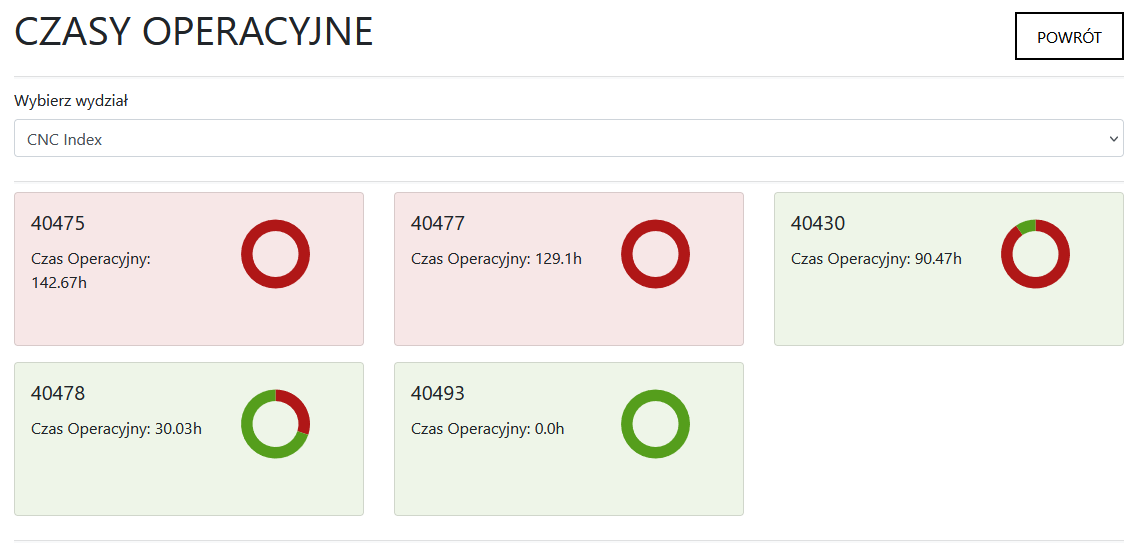 CZASY OPERACYJNE
POWRÓT
Wybierz wydział
CNC Index
40475
Czas Operacyjny:
142.67h
40477
Czas Operacyjny: 129.1h
40430
Czas Operacyjny: 90.47h
40478
Czas Operacyjny: 30.03h
40493
Czas Operacyjny: 0.0h